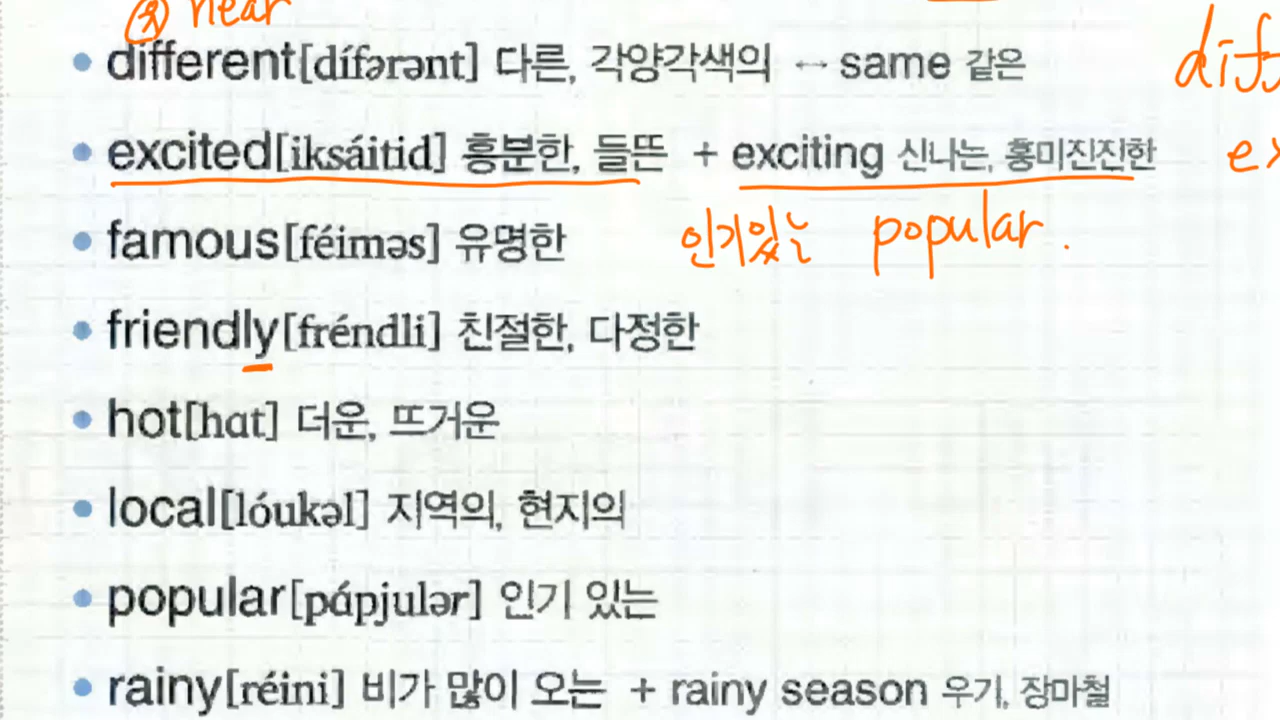 near
different[dífərənt] 다른, 각양각색의 ↔ same 같은
excited[iksáitid] 흥분한, 들뜬 + exciting 신나는, 흥미진진한
famous[féiməs] 유명한 인기있는 popular.
friendly[fréndli] 친절한, 다정한
hot[hɑt] 더운, 뜨거운
local[lóukəl] 지역의, 현지의
popular[pɑ́pjulər] 인기 있는
rainy[réini] 비가 많이 오는 + rainy season 우기, 장마철